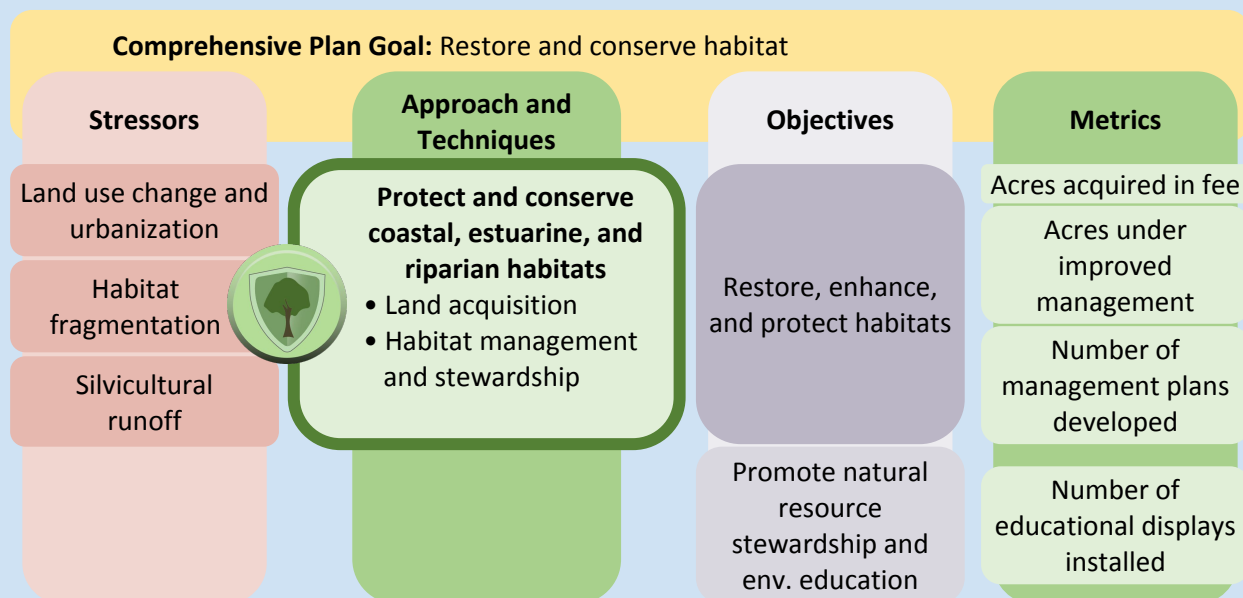 Comprehensive Plan Goal: Restore and conserve habitat
Stressors
Land use change and
urbanization
Habitat
fragmentation
Silvicultural
runoff
Approach and
Techniques
Protect and conserve
coastal, estuarine, and
riparian habitats
• Land acquisition
• Habitat management
and stewardship
Objectives
Restore, enhance,
and protect habitats
Promote natural
resource
stewardship and
env. education
Metrics
Acres acquired in fee
Acres under
improved
management
Number of
management plans
developed
Number of
educational displays
installed